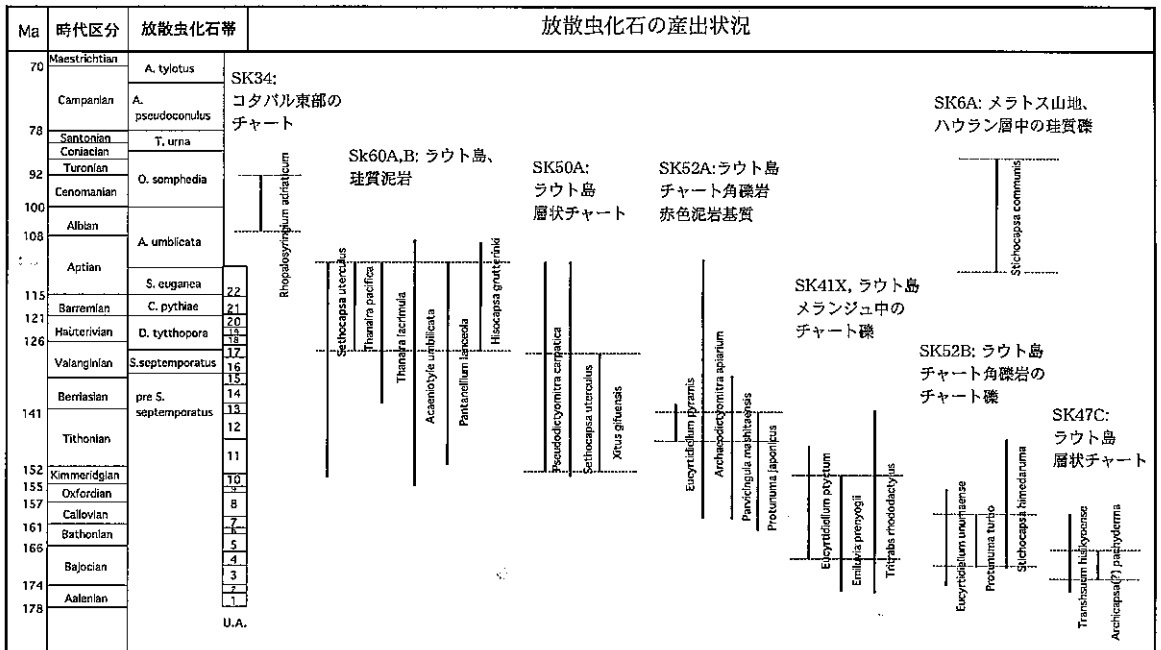 Ma 時代区分 放散虫化石帯 放散虫化石の産出状況
Maestrichtian
70
A. tylotus
Campanian
A.
pseudoconulus
78
Santonian
T. urna
Coniacian
Turonian
92
O. somphedia
Cenomanian
100
Albian
108
A. umblicata
Aptian
S. euganea
22
115
Barremian
C. pythiae
21
121
20
Hauterivian
D. tytthopora
19
18
126
17
Valanginian
S.septemporatus
16
15
Berriasian
pre S.
septemporatus
14
141
13
12
Tithonian
11
152
Kimmeridgian
10
155
9
Oxfordian
157
8
Callovian
161
7
6
Bathonian
5
166
4
Bajocian
3
174
2
Aalenian
1
178
U.A.
SK34:
コタバル東部の
チャート
Rhopalosyringium adriaticum
Sk60A,B: ラウト島、
珪質泥岩
Sethocapsa uterculus
Thanalra pacifica
Thanalra lacrimula
Acaeniotyle umbilicata
Pantanellium lanceola
Hisocapsa grutterinki
SK50A:
ラウト島
層状チャート
Pseudodictyomitra carpatica
Sethocapsa uterculus
Xitus gifuensis
SK52A:ラウト島
チャート角礫岩
赤色泥岩基質
Eucyrtidiellum pyramis
Archaeodictyomitra apiarium
Parvicingula mashitaensis
Protunuma japonicus
SK41X, ラウト島
メランジュ中の
チャート礫
Eucyrtidiellum ptyctum
Emiluvia prenyogii
Tritrabs rhododactylus
SK6A: メラトス山地、
ハウラン層中の珪質礫
Stichocapsa communis
SK52B: ラウト島
チャート角礫岩の
チャート礫
Eucyrtidiellum unumaense
Protunuma turbo
Stichocapsa himedaruma
SK47C:
ラウト島
層状チャート
Transhsuum hisikyoense
Archicapsa(?) pachyderma